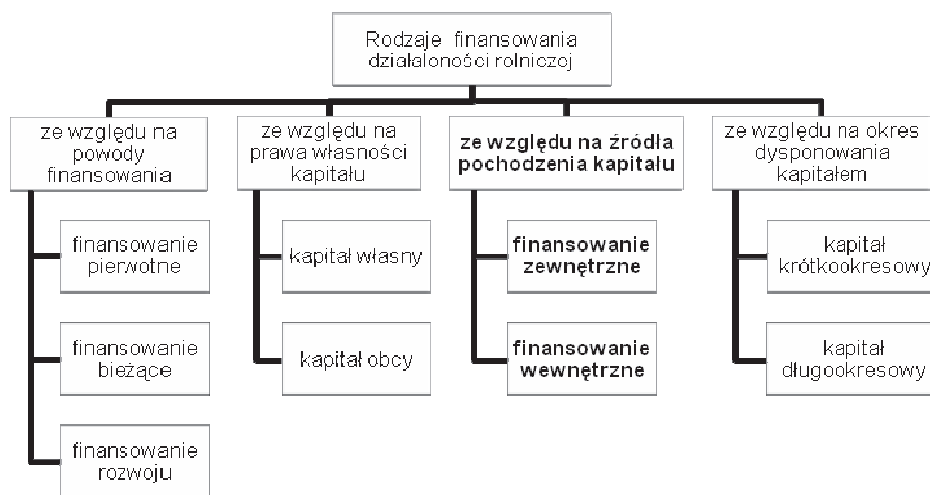 Rodzaje finansowania
działaloności rolniczej
ze względu na
powody
finansowania
ze względu na
prawa własności
kapitału
ze względu na źródła
pochodzenia kapitału
ze względu na okres
dysponowania
kapitałem
finansowanie
pierwotne
kapitał własny
finansowanie
zewnętrzne
kapitał
krótkookresowy
finansowanie
bieżące
kapitał obcy
finansowanie
wewnętrzne
kapitał
długookresowy
finansowanie
rozwoju